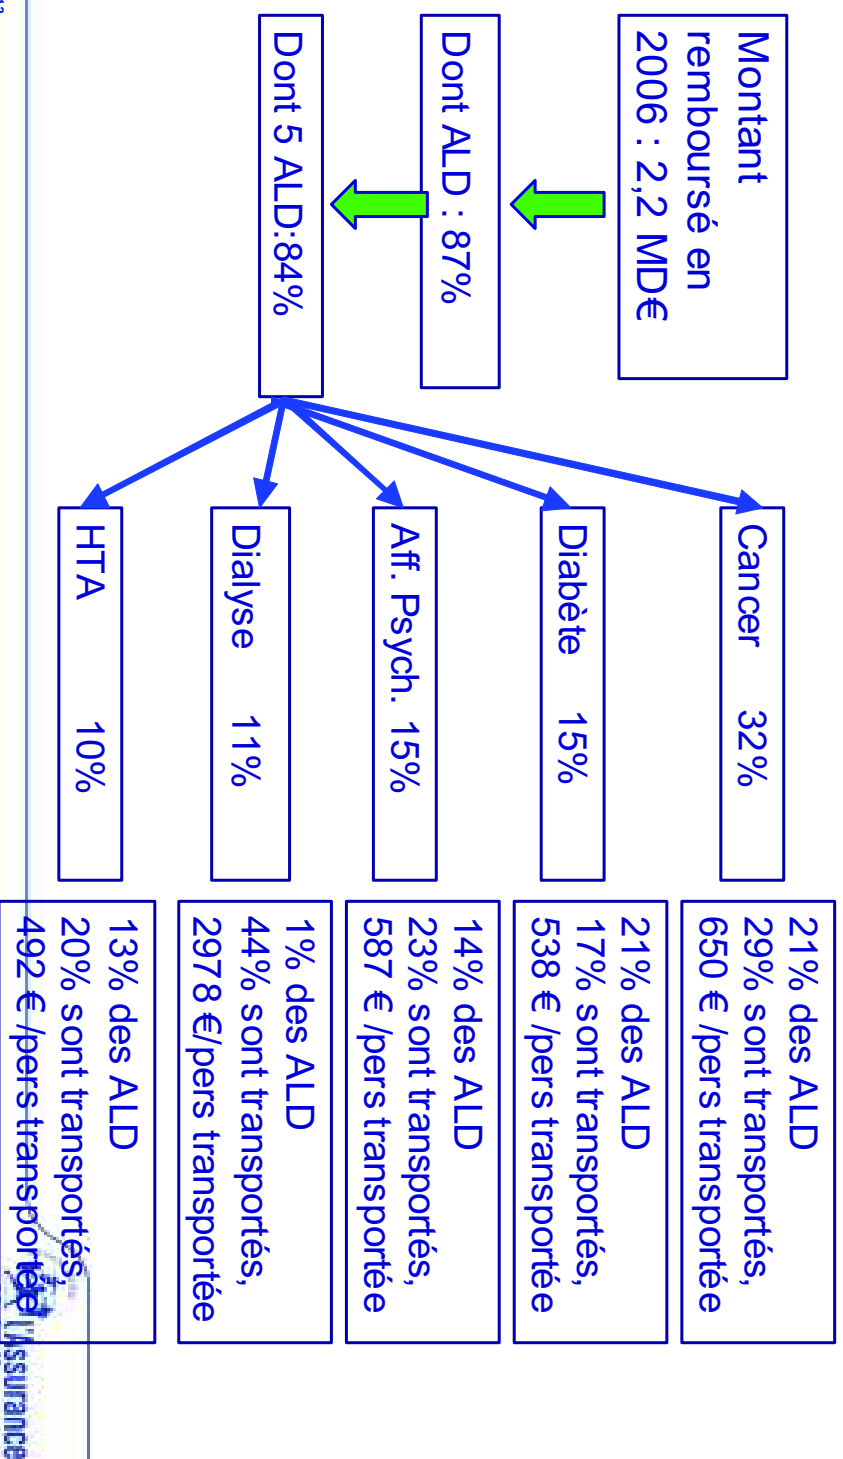 Montant
remboursé en
2006 : 2,2 MD€
Dont ALD : 87%
Dont 5 ALD:84%
Cancer 32%
21% des ALD
29% sont transportés,
650 € /pers transportée
Diabète 15%
21% des ALD
17% sont transportés,
538 € /pers transportée
Aff. Psych. 15%
14% des ALD
23% sont transportés,
587 € /pers transportée
Dialyse 11%
1% des ALD
44% sont transportés,
2978 €/pers transportée
HTA 10%
13% des ALD
20% sont transportés,
492 € /pers transportée
l'Assurance